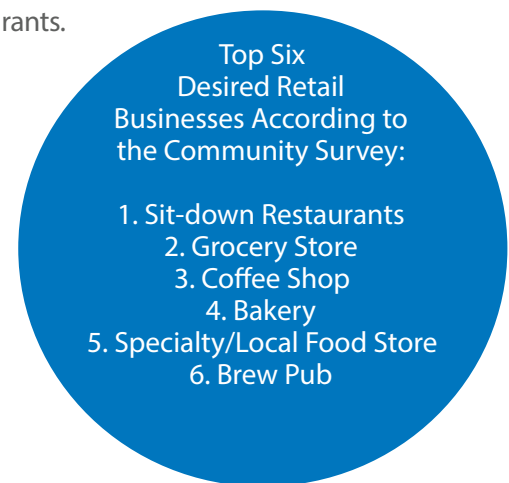 rants.
Top Six
Desired Retail
Businesses According to
the Community Survey:
1. Sit-down Restaurants
2. Grocery Store
3. Coffee Shop
4. Bakery
5. Specialty/Local Food Store
6. Brew Pub